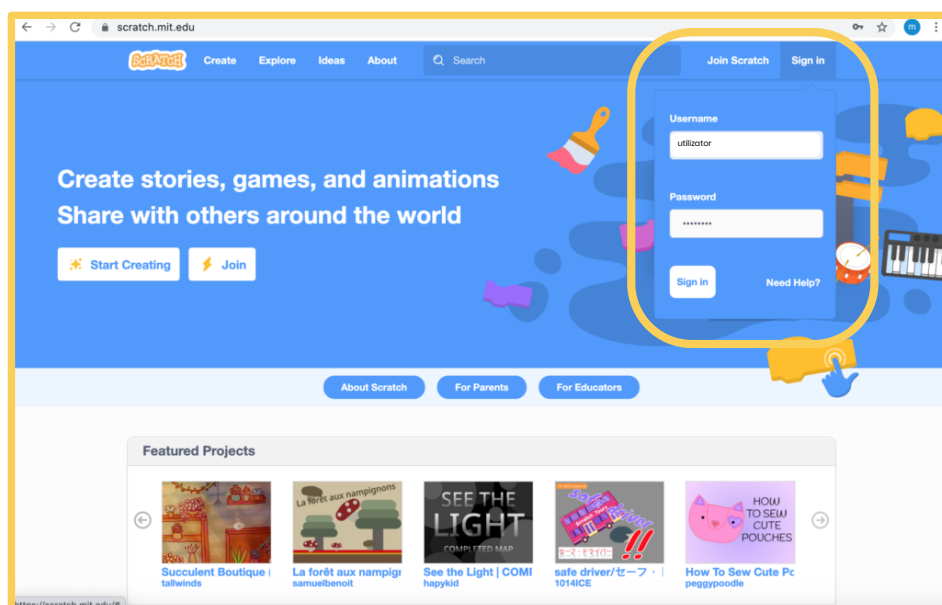 scratch.mit.edu
m
SCRATCH
Create
Explore
Ideas
About
Search
Join Scratch
Sign in
Username
utilizator
Password
••••••••
Sign in
Need Help?
Create stories, games, and animations
Share with others around the world
Start Creating
Join
About Scratch
For Parents
For Educators
Featured Projects
La forêt aux nampignons
SEE THE
LIGHT
COMPLETED MAP
safe
driver
!!
HOW
TO SEW
CUTE
POUCHES
Succulent Boutique
tallwinds
La forêt aux nampig
samuelbenoit
See the Light | COMI
hapykid
safe driver/セーフ・
1014ICE
How To Sew Cute Po
peggypoodle
https://scratch.mit.edu/#